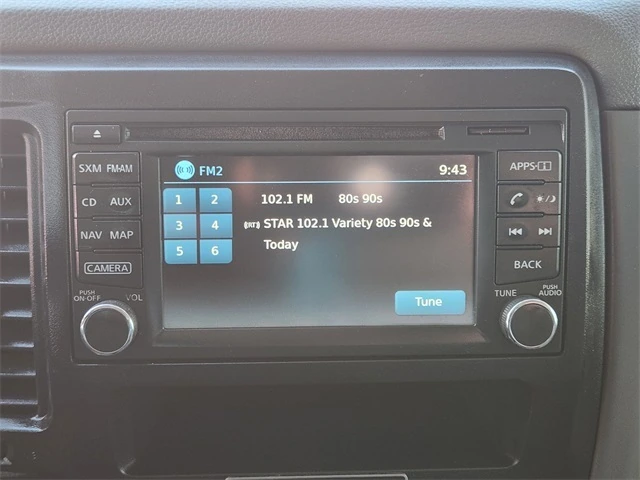 SXM FM-AM
APPS
CD AUX
NAV MAP
CAMERA
BACK
PUSH
ON·OFF
VOL
TUNE
PUSH
AUDIO
FM2
9:43
1 2
3 4
5 6
102.1 FM 80s 90s
STAR 102.1 Variety 80s 90s &
Today
Tune